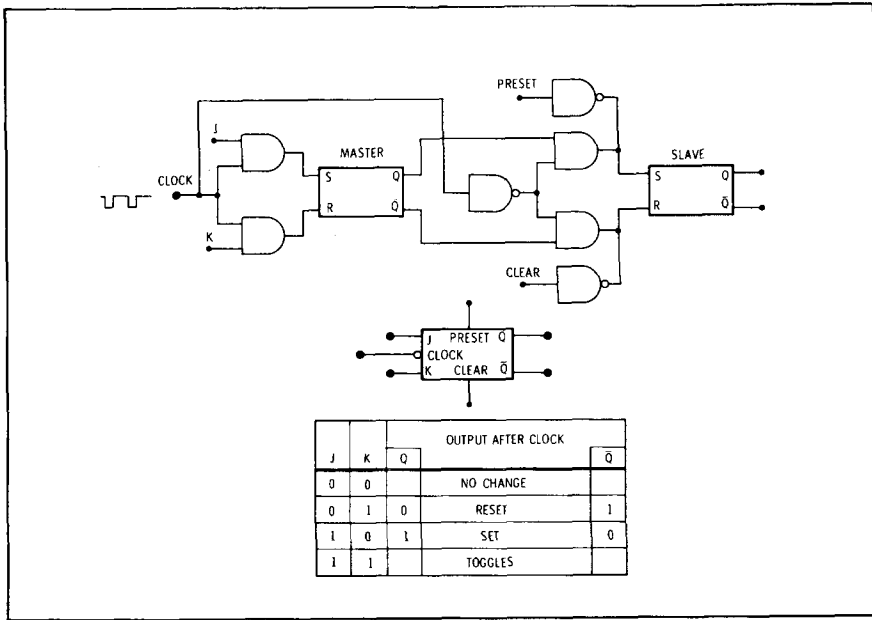 PRESET
J
MASTER
SLAVE
CLOCK
S Q
S Q
R Q̄
R Q̄
K
CLEAR
J PRESET Q
CLOCK
K CLEAR Q̄
OUTPUT AFTER CLOCK
J K Q Q̄
0 0 NO CHANGE
0 1 0 RESET 1
1 0 1 SET 0
1 1 TOGGLES